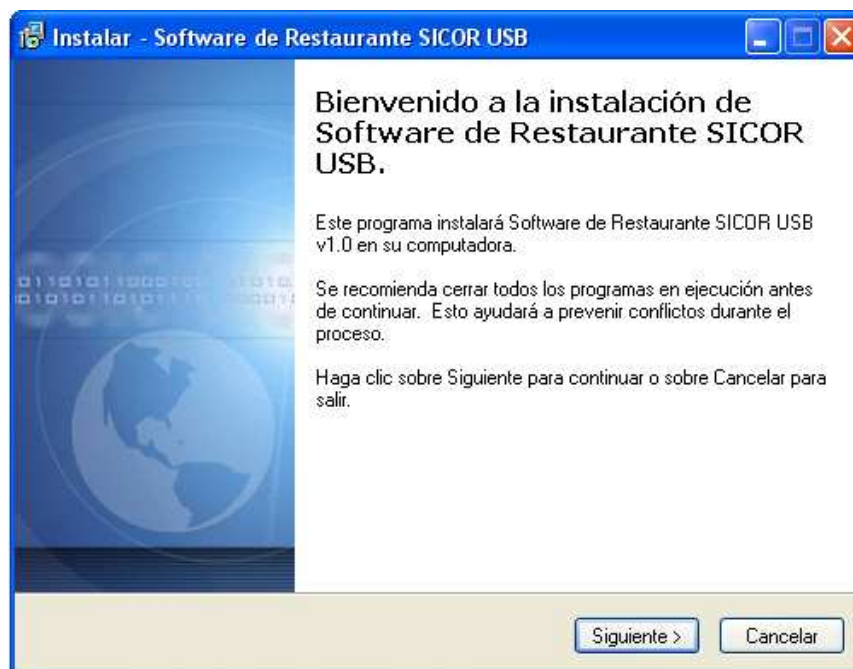 Instalar - Software de Restaurante SICOR USB
Bienvenido a la instalación de
Software de Restaurante SICOR
USB.
Este programa instalará Software de Restaurante SICOR USB
v1.0 en su computadora.
Se recomienda cerrar todos los programas en ejecución antes
de continuar. Esto ayudará a prevenir conflictos durante el
proceso.
Haga clic sobre Siguiente para continuar o sobre Cancelar para
salir.
Siguiente >
Cancelar